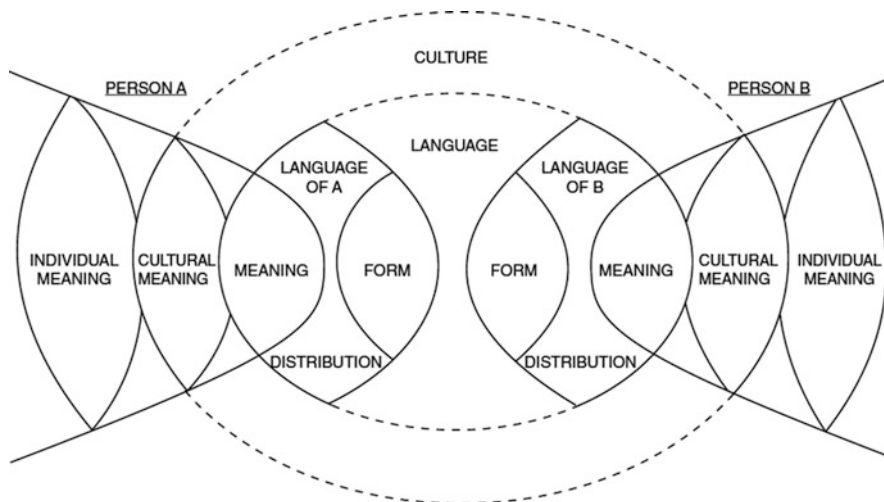 CULTURE
PERSON A
PERSON B
LANGUAGE
LANGUAGE
OF A
LANGUAGE
OF B
INDIVIDUAL
MEANING
CULTURAL
MEANING
MEANING
FORM
FORM
MEANING
CULTURAL
MEANING
INDIVIDUAL
MEANING
DISTRIBUTION
DISTRIBUTION